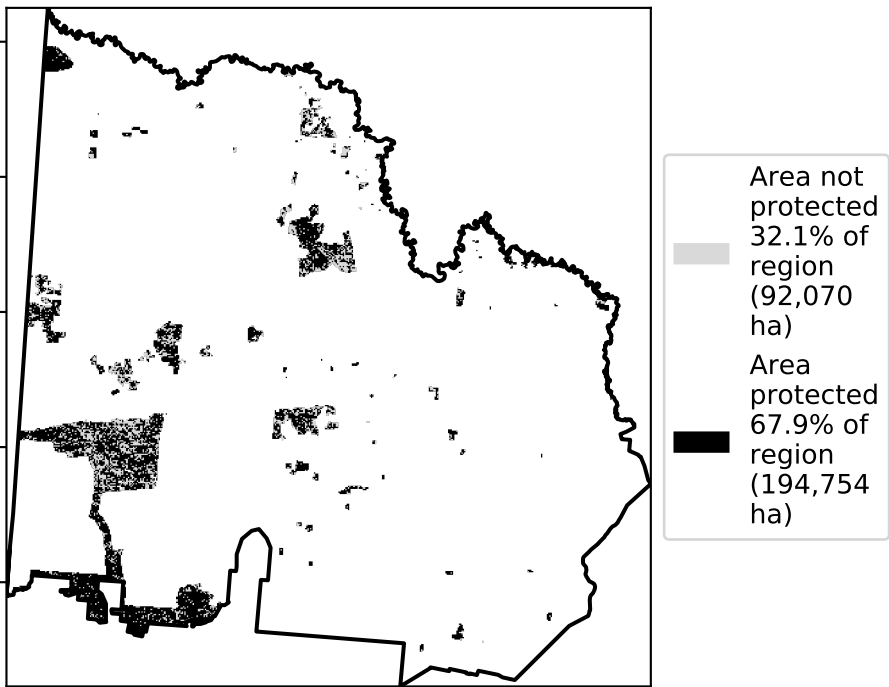 Area not
protected
32.1% of
region
(92,070
ha)
Area
protected
67.9% of
region
(194,754
ha)